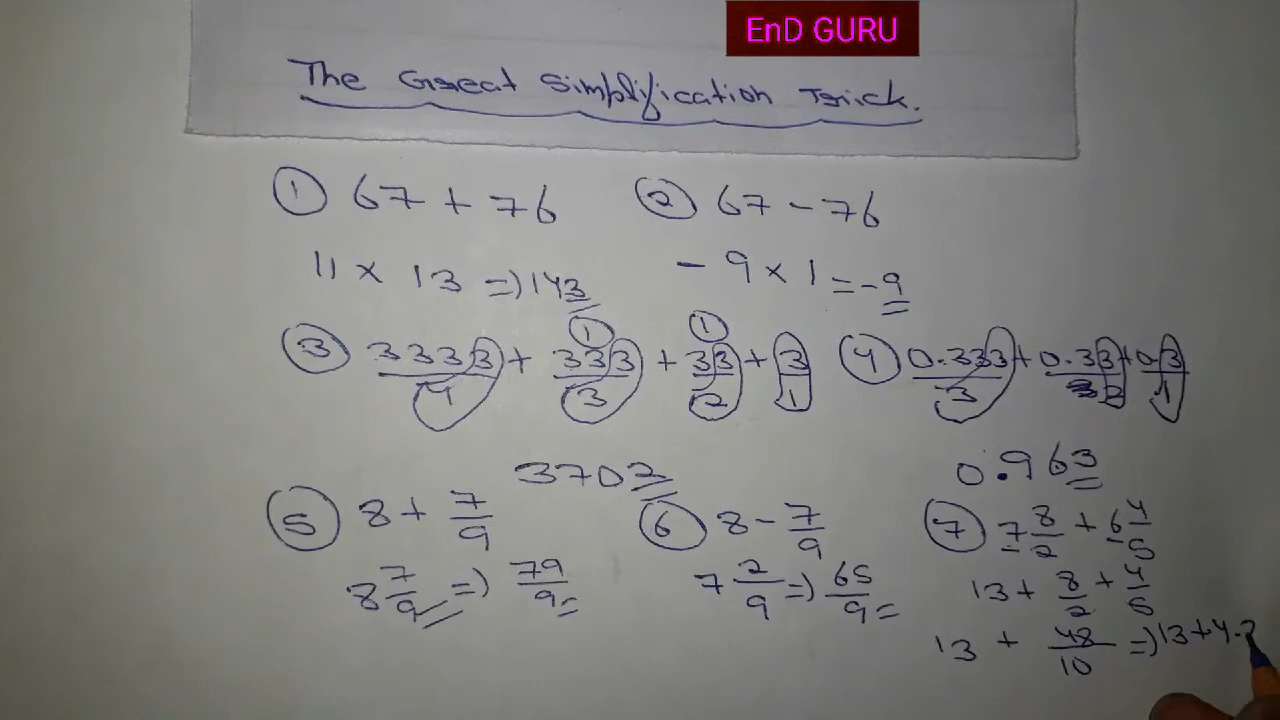 EnD GURU
The Great Simplification Trick.
① 67 + 76 ② 67 - 76
11 × 13 => 143 - 9 × 1 = -9
① ①
③ 3333/4 + 333/3 + 33/2 + 3/1 ④ 0.333/3 + 0.33/2 + 0.3/1
3702 0.963
⑤ 8 + 7/9 ⑥ 8 - 7/9 ⑦ 7 8/2 + 6 4/5
8 7/9 => 79/9 7 2/9 => 65/9 13 + 8/2 + 4/5
13 + 48/10 => 13 + 4.